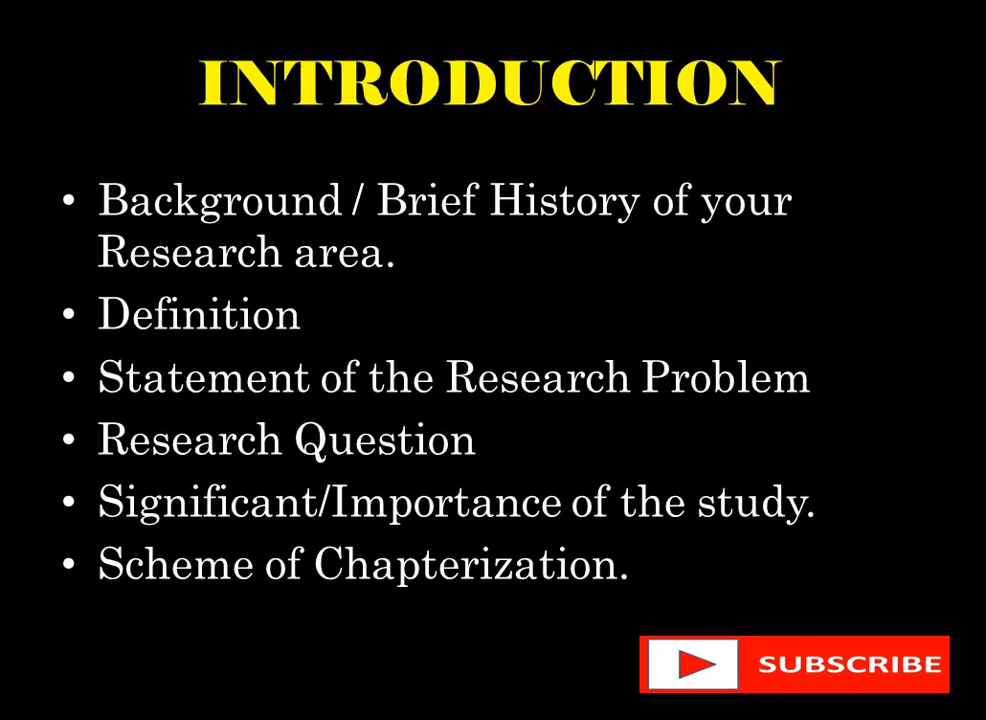 INTRODUCTION
• Background / Brief History of your
Research area.
• Definition
• Statement of the Research Problem
• Research Question
• Significant/Importance of the study.
• Scheme of Chapterization.
SUBSCRIBE